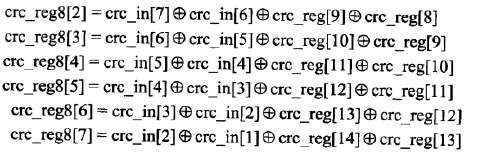 crc_reg8[2] = crc_in[7]⊕crc_in[6]⊕crc_reg[9]⊕crc_reg[8]
crc_reg8[3] = crc_in[6]⊕crc_in[5]⊕crc_reg[10]⊕crc_reg[9]
crc_reg8[4] = crc_in[5]⊕crc_in[4]⊕crc_reg[11]⊕crc_reg[10]
crc_reg8[5] = crc_in[4]⊕crc_in[3]⊕crc_reg[12]⊕crc_reg[11]
crc_reg8[6] = crc_in[3]⊕crc_in[2]⊕crc_reg[13]⊕crc_reg[12]
crc_reg8[7] = crc_in[2]⊕crc_in[1]⊕crc_reg[14]⊕crc_reg[13]